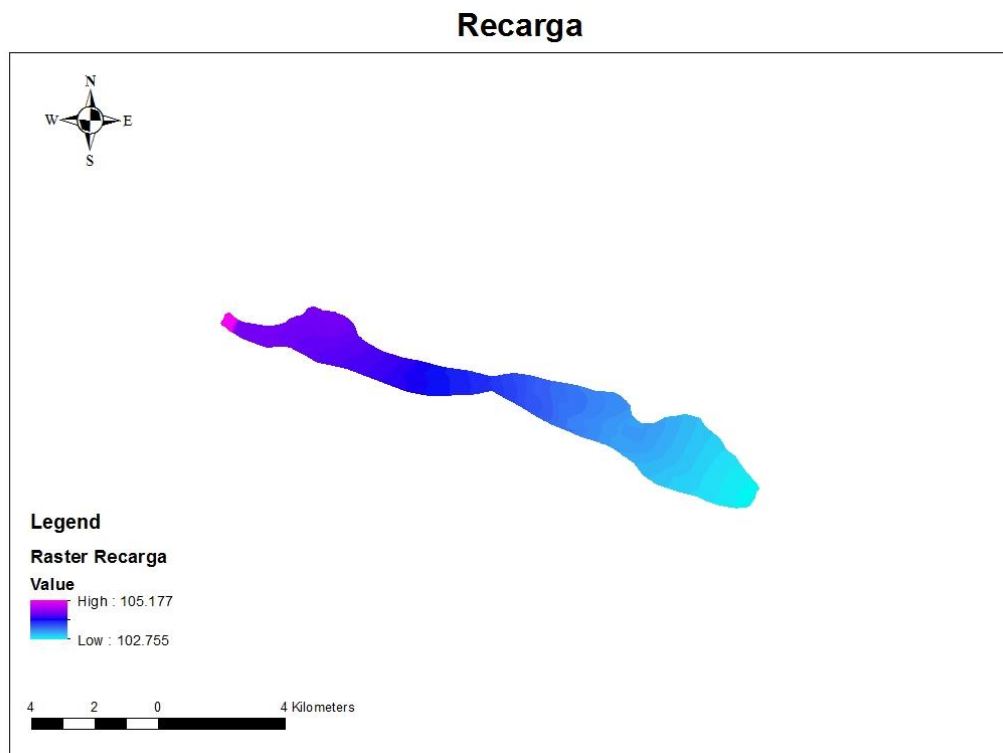 Recarga
N
W E
S
Legend
Raster Recarga
Value
High : 105.177
Low : 102.755
4 2 0 4 Kilometers